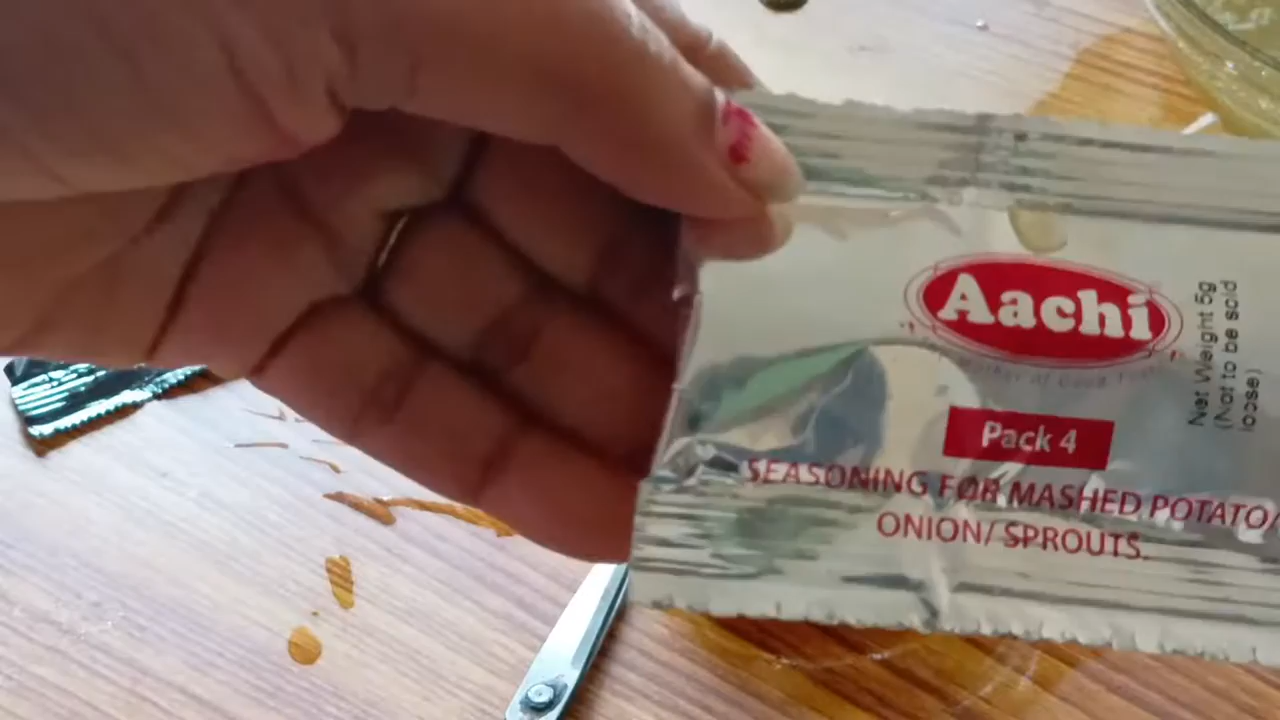 Aachi
Net Weight 5g
(Not to be sold
loose)
Pack 4
SEASONING FOR MASHED POTATO/
ONION/ SPROUTS.